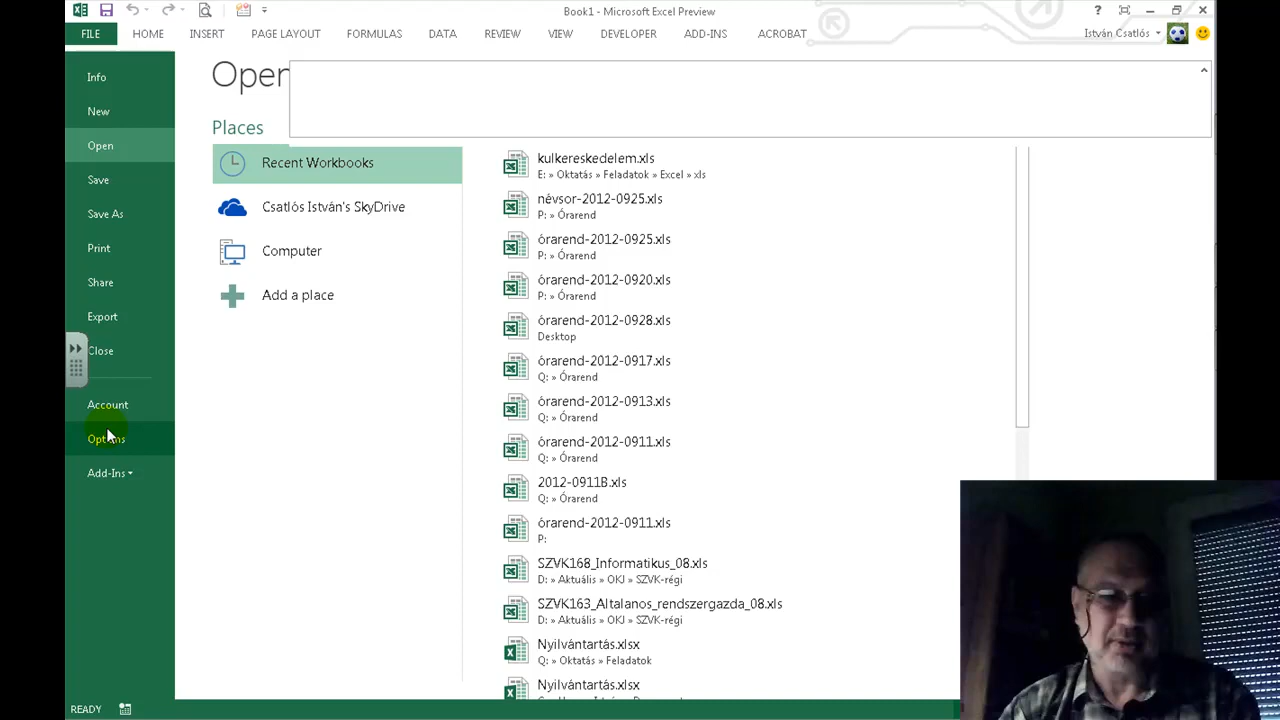 Book1 - Microsoft Excel Preview
FILE HOME INSERT PAGE LAYOUT FORMULAS DATA REVIEW VIEW DEVELOPER ADD-INS ACROBAT István Csatlós
Info
New
Open
Save
Save As
Print
Share
Export
Close
Account
Options
Add-Ins
Open
Places
Recent Workbooks
Csatlós István's SkyDrive
Computer
Add a place
kulkereskedelem.xls
E: » Oktatás » Feladatok » Excel » xls
névsor-2012-0925.xls
P: » Órarend
órarend-2012-0925.xls
P: » Órarend
órarend-2012-0920.xls
P: » Órarend
órarend-2012-0928.xls
Desktop
órarend-2012-0917.xls
Q: » Órarend
órarend-2012-0913.xls
Q: » Órarend
órarend-2012-0911.xls
Q: » Órarend
2012-0911B.xls
Q: » Órarend
órarend-2012-0911.xls
P:
SZVK168_Informatikus_08.xls
D: » Aktuális » OKJ » SZVK-régi
SZVK163_Altalanos_rendszergazda_08.xls
D: » Aktuális » OKJ » SZVK-régi
Nyilvántartás.xlsx
Q: » Oktatás » Feladatok
Nyilvántartás.xlsx
READY